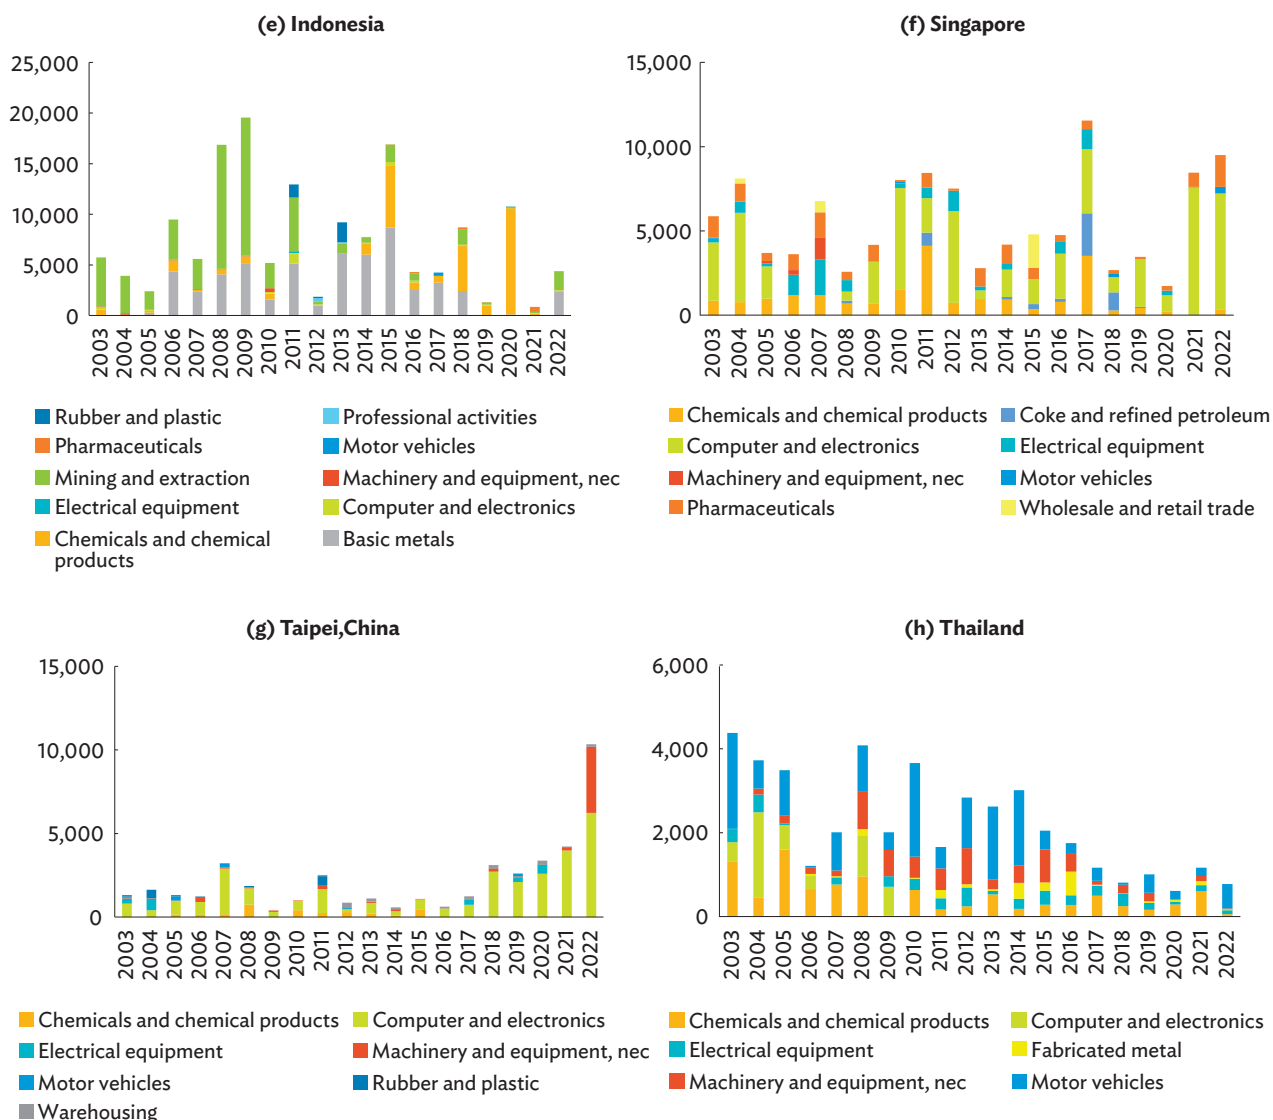 (e) Indonesia
25,000
20,000
15,000
10,000
5,000
0
2003
2004
2005
2006
2007
2008
2009
2010
2011
2012
2013
2014
2015
2016
2017
2018
2019
2020
2021
2022
Rubber and plastic
Professional activities
Pharmaceuticals
Motor vehicles
Mining and extraction
Machinery and equipment, nec
Electrical equipment
Computer and electronics
Chemicals and chemical
products
Basic metals
(f) Singapore
15,000
10,000
5,000
0
2003
2004
2005
2006
2007
2008
2009
2010
2011
2012
2013
2014
2015
2016
2017
2018
2019
2020
2021
2022
Chemicals and chemical products
Coke and refined petroleum
Computer and electronics
Electrical equipment
Machinery and equipment, nec
Motor vehicles
Pharmaceuticals
Wholesale and retail trade
(g) Taipei,China
15,000
10,000
5,000
0
2003
2004
2005
2006
2007
2008
2009
2010
2011
2012
2013
2014
2015
2016
2017
2018
2019
2020
2021
2022
Chemicals and chemical products
Computer and electronics
Electrical equipment
Machinery and equipment, nec
Motor vehicles
Rubber and plastic
Warehousing
(h) Thailand
6,000
4,000
2,000
0
2003
2004
2005
2006
2007
2008
2009
2010
2011
2012
2013
2014
2015
2016
2017
2018
2019
2020
2021
2022
Chemicals and chemical products
Computer and electronics
Electrical equipment
Fabricated metal
Machinery and equipment, nec
Motor vehicles